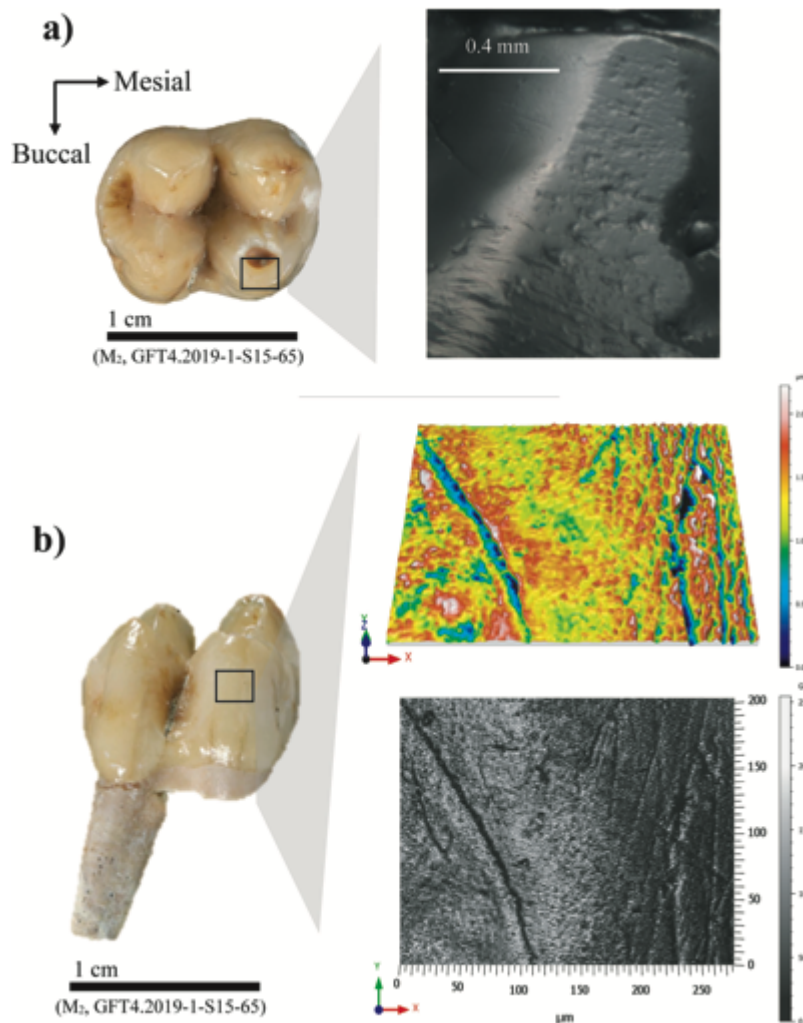 a)
0.4 mm
Mesial
Buccal
1 cm
(M₂, GFT4.2019-1-S15-65)
b)
X
200
150
100
50
0
0 50 100 150 200 250
µm
Y
X
1 cm
(M₂, GFT4.2019-1-S15-65)